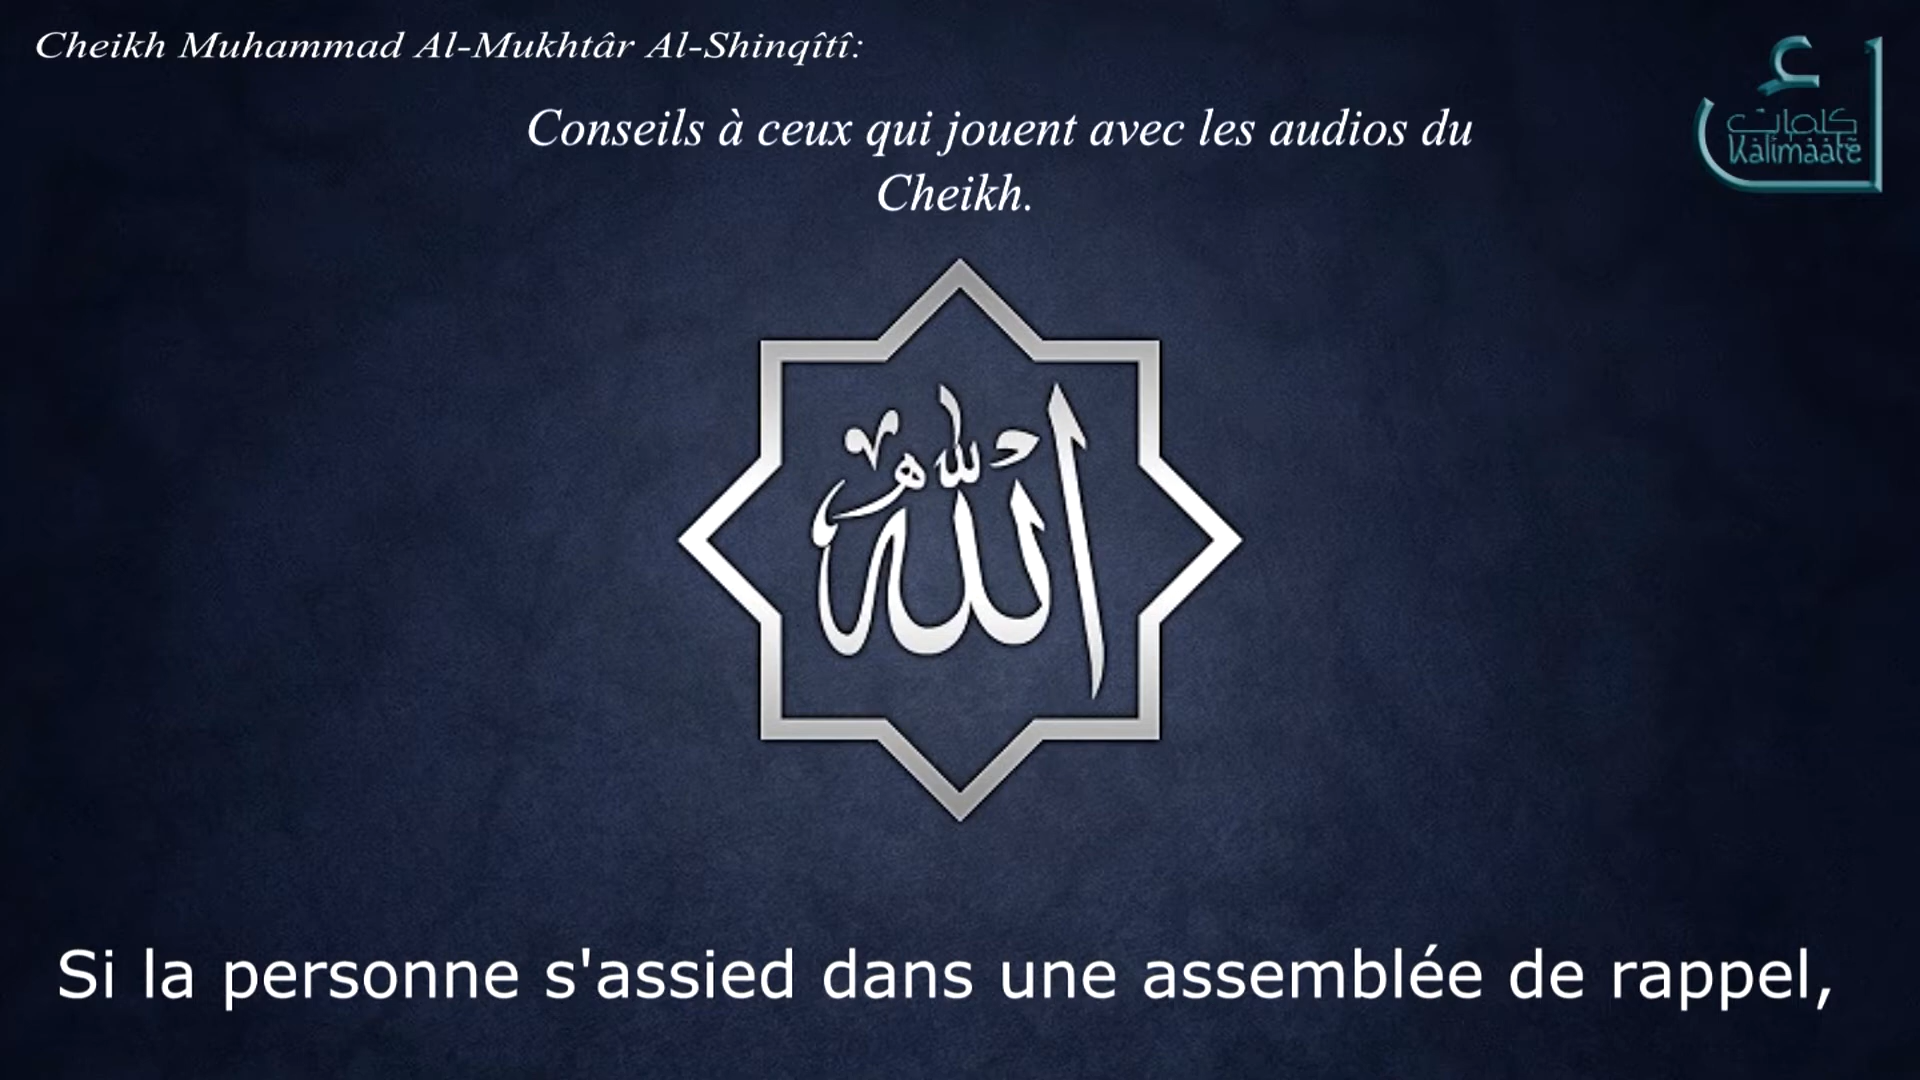 Cheikh Muhammad Al-Mukhtâr Al-Shinqîtî:
Conseils à ceux qui jouent avec les audios du
Cheikh.
كلمات
Kalimaate
الله
Si la personne s'assied dans une assemblée de rappel,